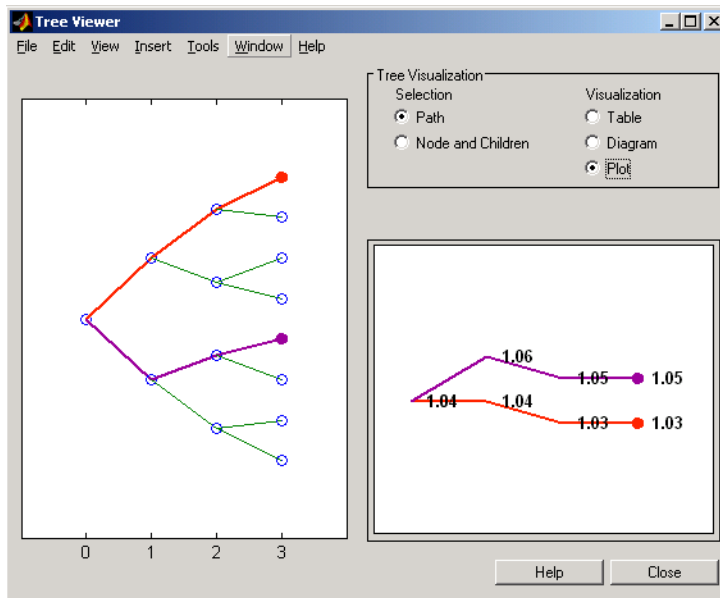 Tree Viewer
File Edit View Insert Tools Window Help
Tree Visualization
Selection
Visualization
Path
Table
Node and Children
Diagram
Plot
1.06
1.05
1.05
1.04
1.04
1.03
1.03
0 1 2 3
Help
Close